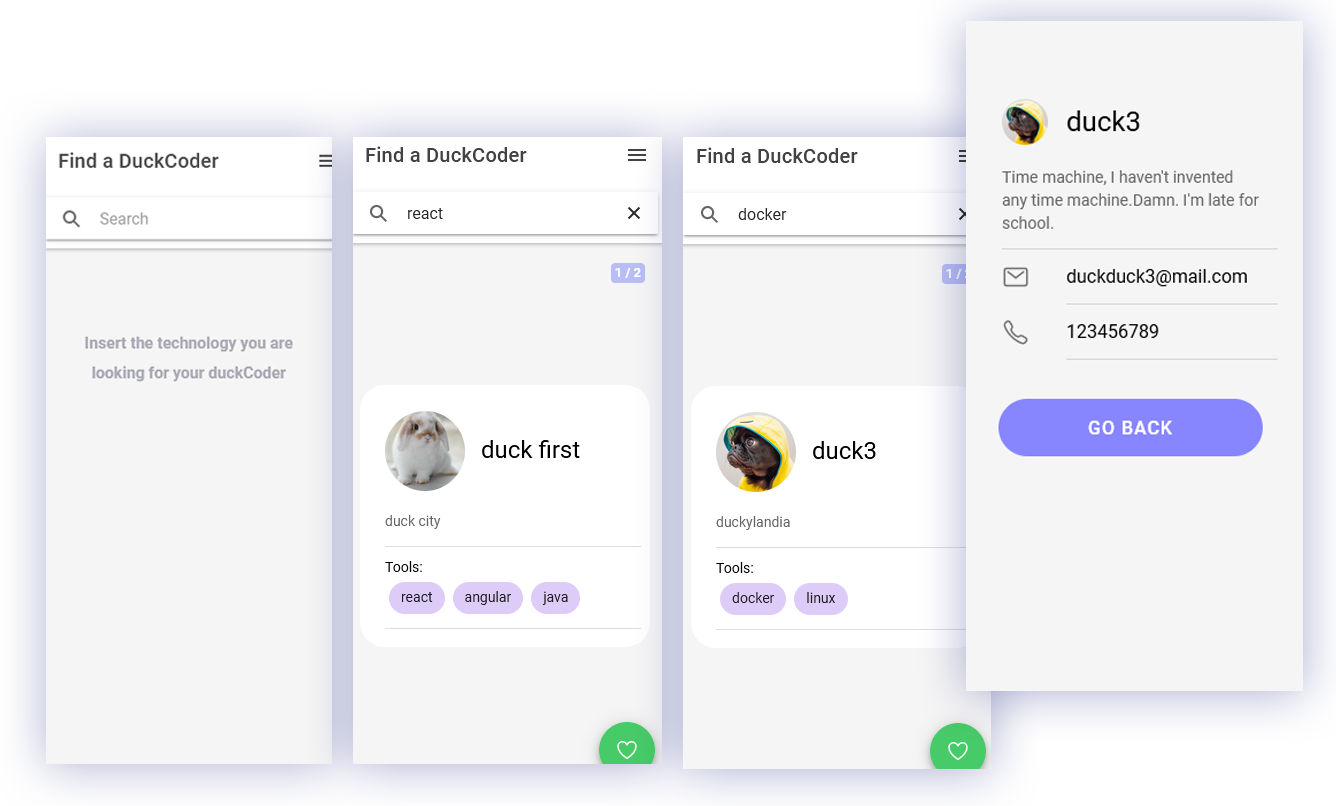 Find a DuckCoder
Search
Insert the technology you are
looking for your duckCoder
Find a DuckCoder
react
1 / 2
duck first
duck city
Tools:
react angular java
Find a DuckCoder
docker
1 /
duck3
duckylandia
Tools:
docker linux
duck3
Time machine, I haven't invented
any time machine.Damn. I'm late for
school.
duckduck3@mail.com
123456789
GO BACK